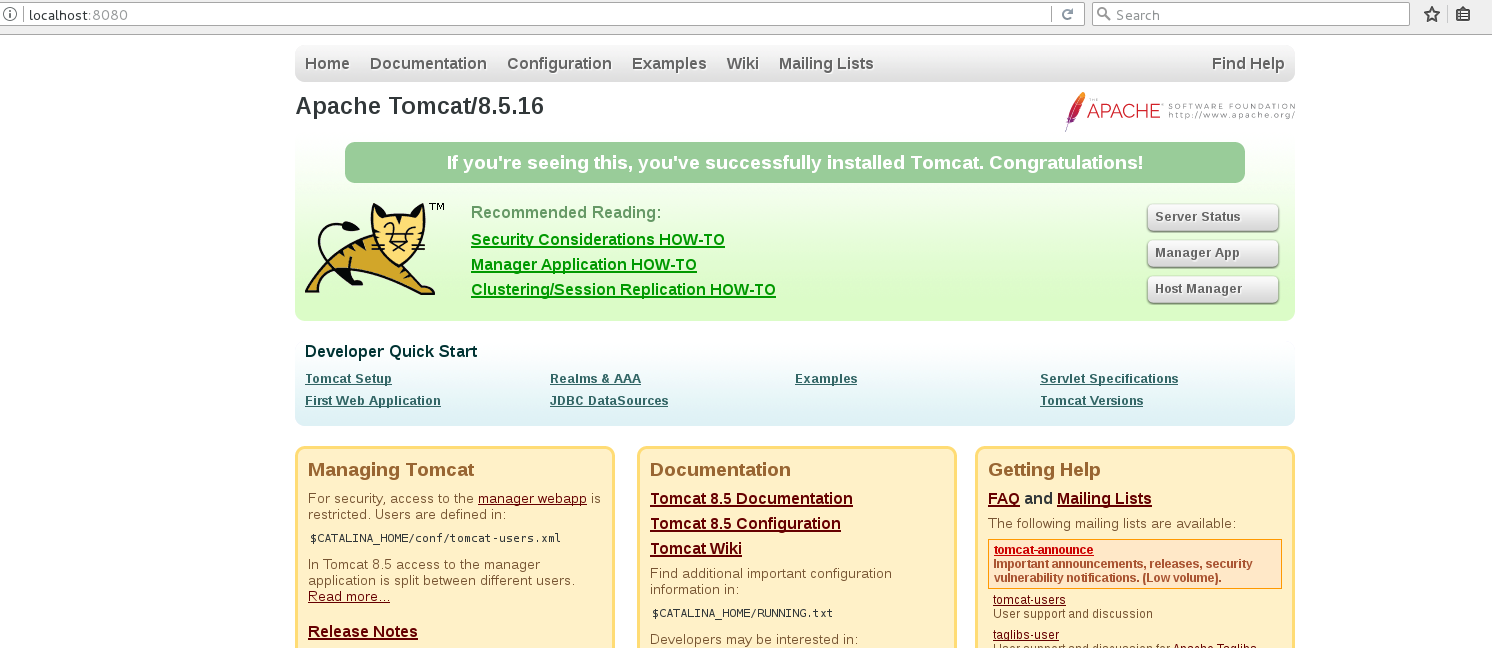 localhost:8080
Search
Home Documentation Configuration Examples Wiki Mailing Lists Find Help
Apache Tomcat/8.5.16
THE
APACHE® SOFTWARE FOUNDATION
http://www.apache.org/
If you're seeing this, you've successfully installed Tomcat. Congratulations!
TM
Recommended Reading:
Security Considerations HOW-TO
Manager Application HOW-TO
Clustering/Session Replication HOW-TO
Server Status
Manager App
Host Manager
Developer Quick Start
Tomcat Setup
First Web Application
Realms & AAA
JDBC DataSources
Examples
Servlet Specifications
Tomcat Versions
Managing Tomcat
For security, access to the manager webapp is
restricted. Users are defined in:
$CATALINA_HOME/conf/tomcat-users.xml
In Tomcat 8.5 access to the manager
application is split between different users.
Read more...
Release Notes
Documentation
Tomcat 8.5 Documentation
Tomcat 8.5 Configuration
Tomcat Wiki
Find additional important configuration
information in:
$CATALINA_HOME/RUNNING.txt
Developers may be interested in:
Getting Help
FAQ and Mailing Lists
The following mailing lists are available:
tomcat-announce
Important announcements, releases, security
vulnerability notifications. (Low volume).
tomcat-users
User support and discussion
taglibs-user
User support and discussion for Apache Taglibs